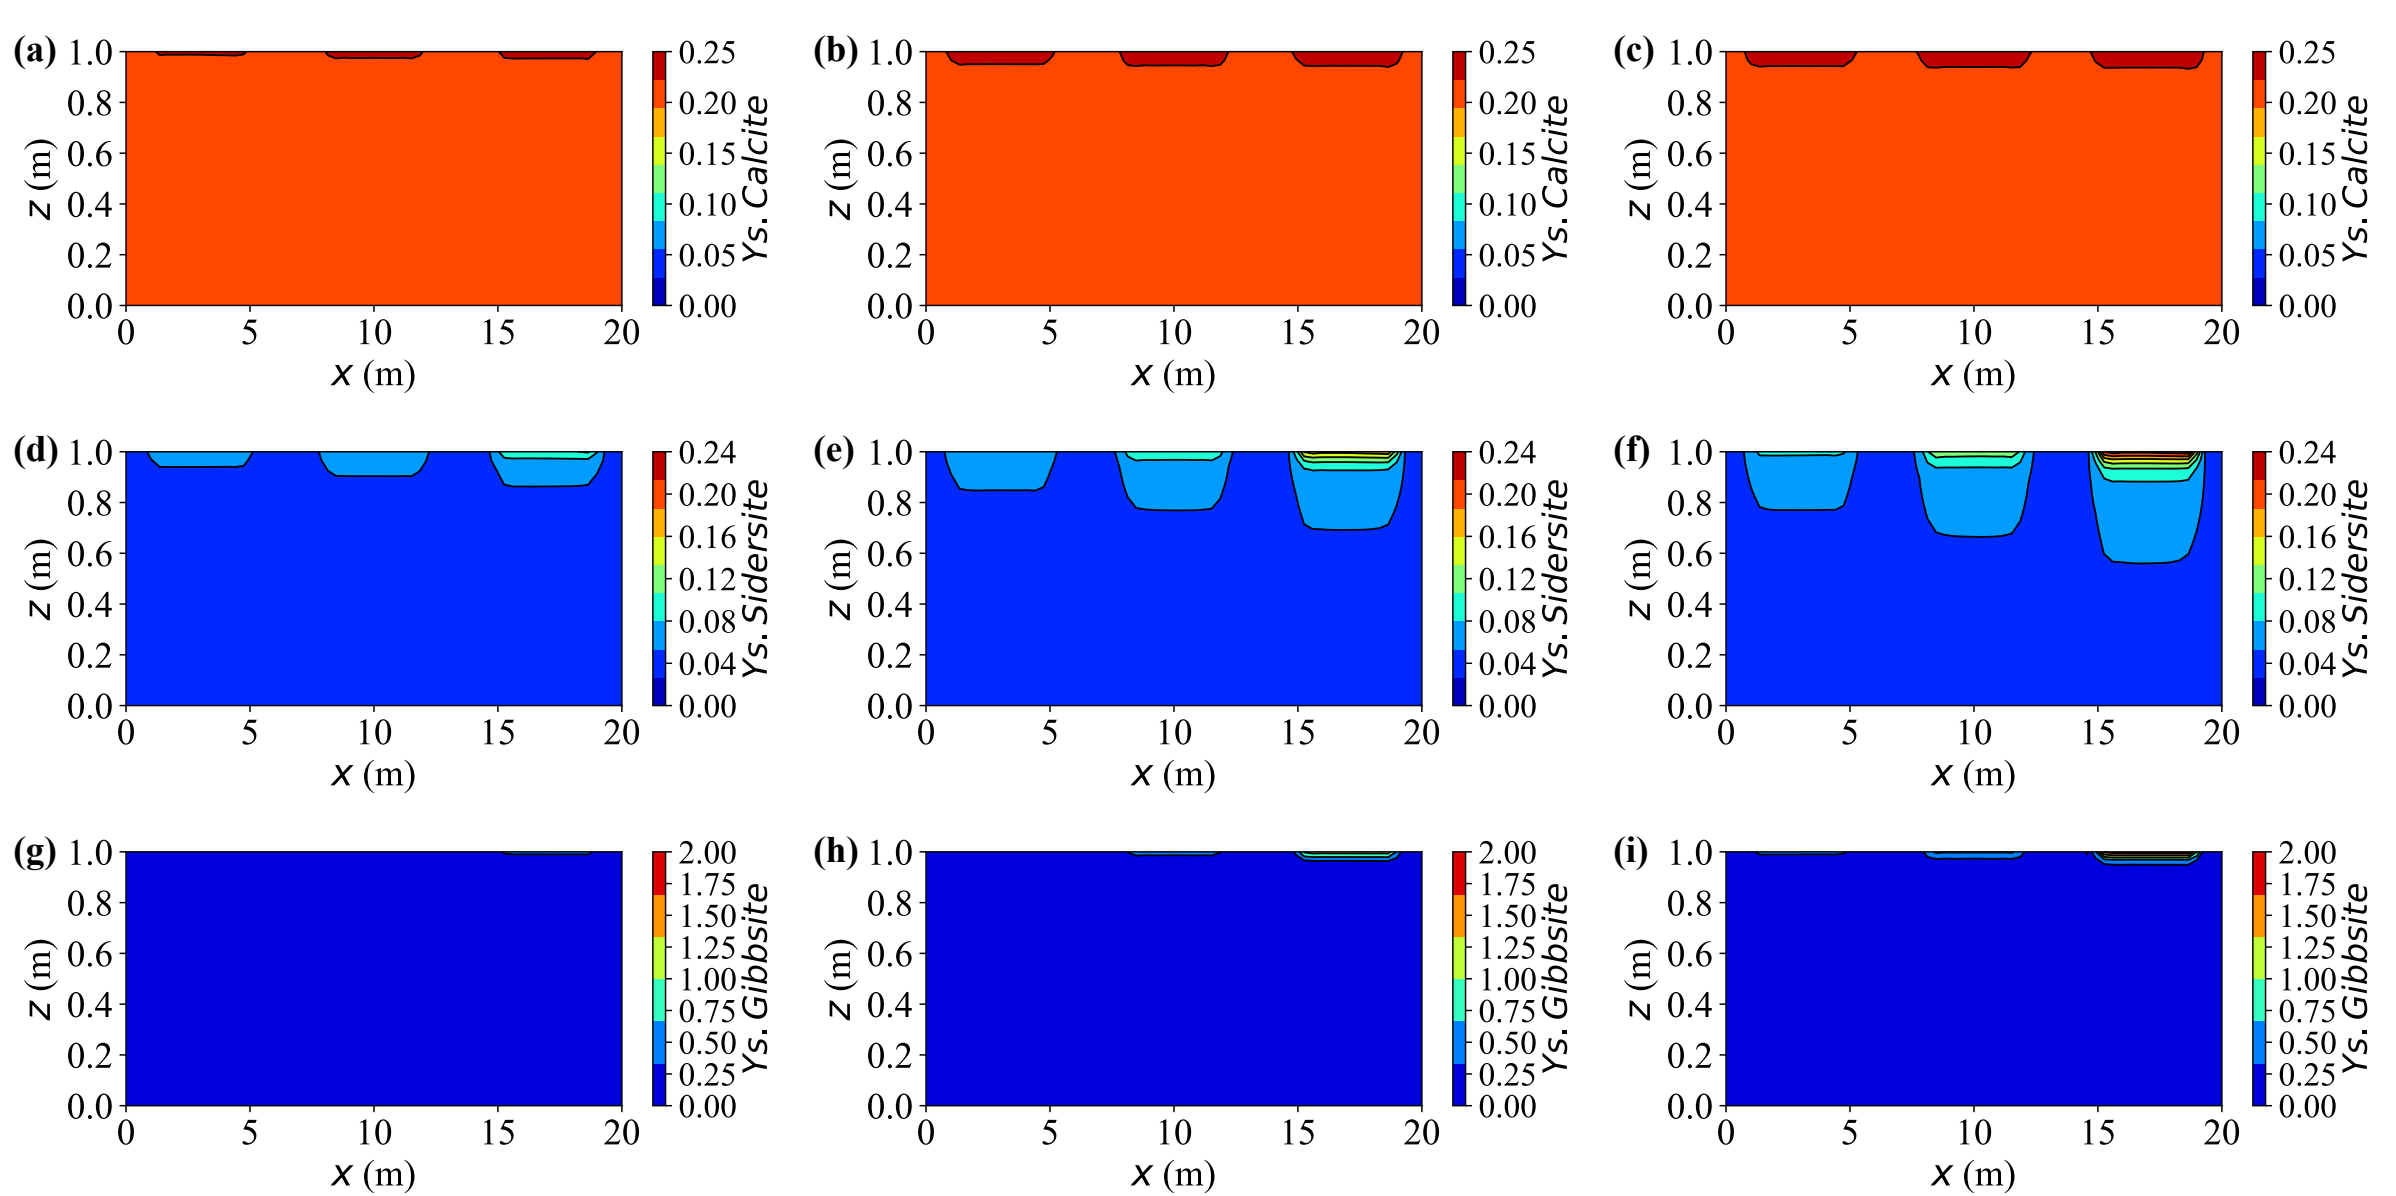 (a) 1.0 0.8 0.6 0.4 0.2 0.0
z (m)
0 5 10 15 20
x (m)
0.25 0.20 0.15 0.10 0.05 0.00
Ys. Calcite
(b) 1.0 0.8 0.6 0.4 0.2 0.0
z (m)
0 5 10 15 20
x (m)
0.25 0.20 0.15 0.10 0.05 0.00
Ys. Calcite
(c) 1.0 0.8 0.6 0.4 0.2 0.0
z (m)
0 5 10 15 20
x (m)
0.25 0.20 0.15 0.10 0.05 0.00
Ys. Calcite
(d) 1.0 0.8 0.6 0.4 0.2 0.0
z (m)
0 5 10 15 20
x (m)
0.24 0.20 0.16 0.12 0.08 0.04 0.00
Ys. Sidersite
(e) 1.0 0.8 0.6 0.4 0.2 0.0
z (m)
0 5 10 15 20
x (m)
0.24 0.20 0.16 0.12 0.08 0.04 0.00
Ys. Sidersite
(f) 1.0 0.8 0.6 0.4 0.2 0.0
z (m)
0 5 10 15 20
x (m)
0.24 0.20 0.16 0.12 0.08 0.04 0.00
Ys. Sidersite
(g) 1.0 0.8 0.6 0.4 0.2 0.0
z (m)
0 5 10 15 20
x (m)
2.00 1.75 1.50 1.25 1.00 0.75 0.50 0.25 0.00
Ys. Gibbsite
(h) 1.0 0.8 0.6 0.4 0.2 0.0
z (m)
0 5 10 15 20
x (m)
2.00 1.75 1.50 1.25 1.00 0.75 0.50 0.25 0.00
Ys. Gibbsite
(i) 1.0 0.8 0.6 0.4 0.2 0.0
z (m)
0 5 10 15 20
x (m)
2.00 1.75 1.50 1.25 1.00 0.75 0.50 0.25 0.00
Ys. Gibbsite